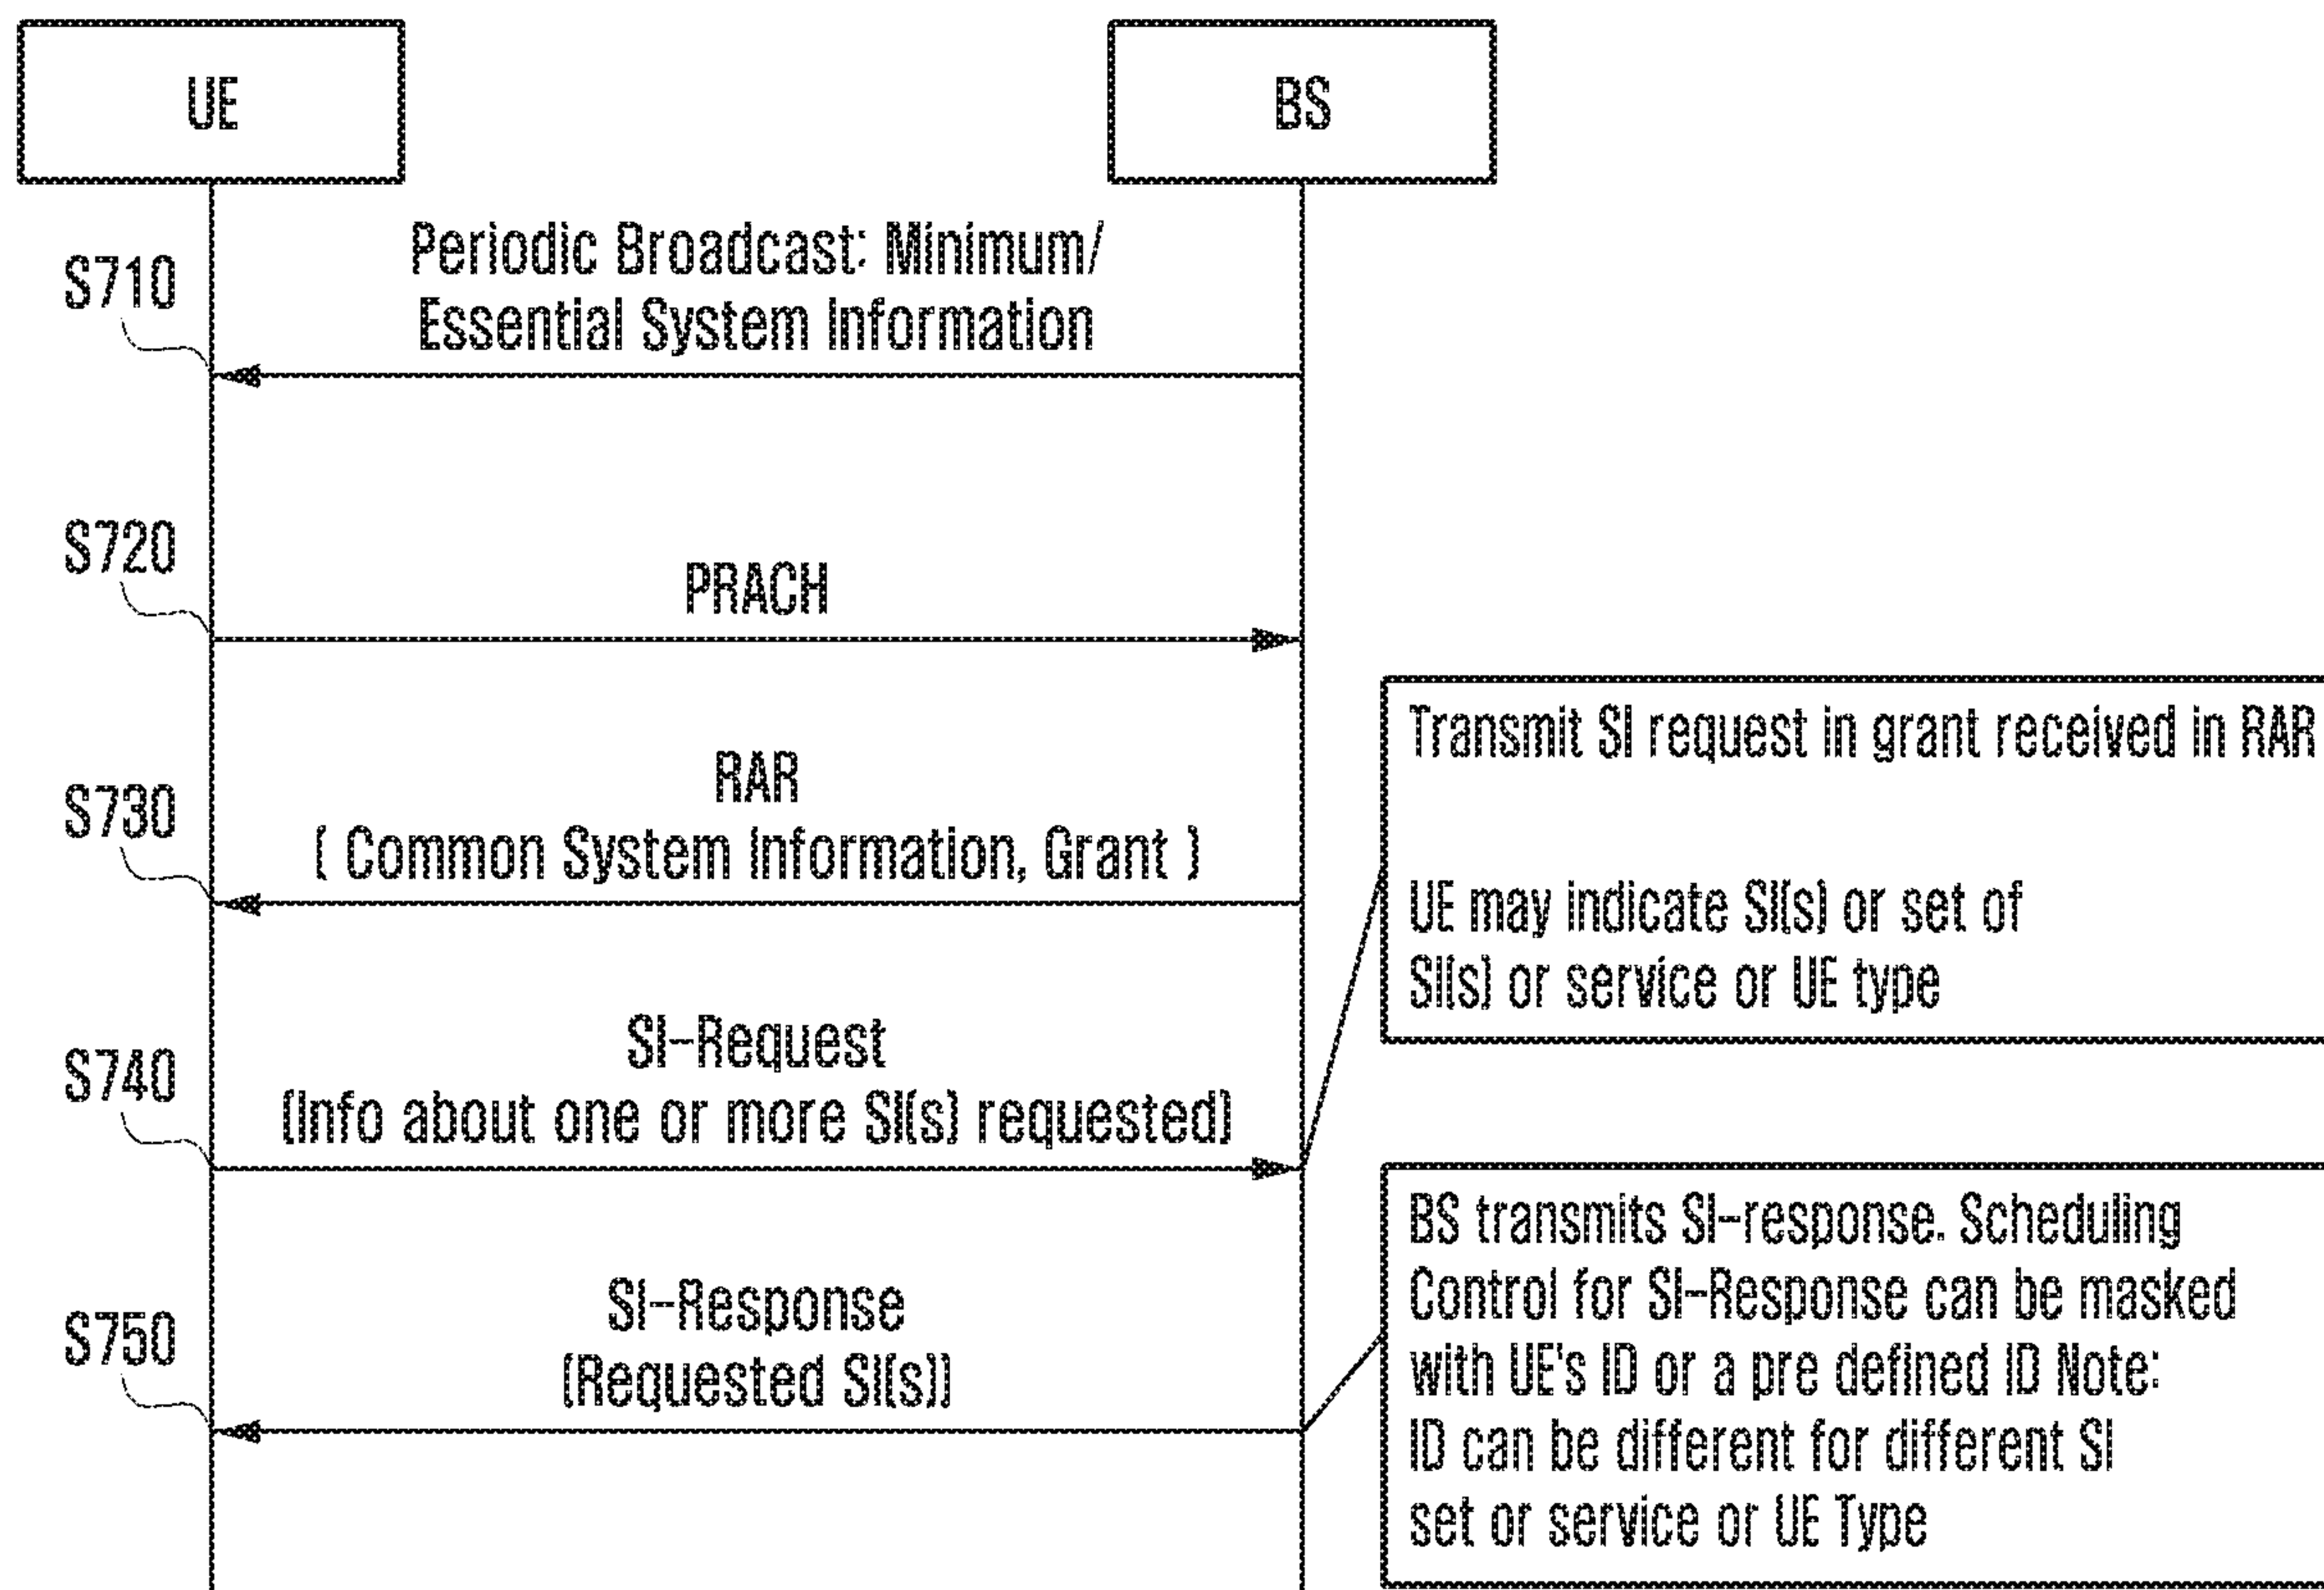 UE
BS
S710
Periodic Broadcast: Minimum/
Essential System Information
S720
PRACH
S730
RAR
( Common System Information, Grant )
Transmit SI request in grant received in RAR
UE may indicate SI(s) or set of
SI(s) or service or UE type
S740
SI-Request
(Info about one or more SI(s) requested)
S750
SI-Response
(Requested SI(s))
BS transmits SI-response. Scheduling
Control for SI-Response can be masked
with UE's ID or a pre defined ID Note:
ID can be different for different SI
set or service or UE Type